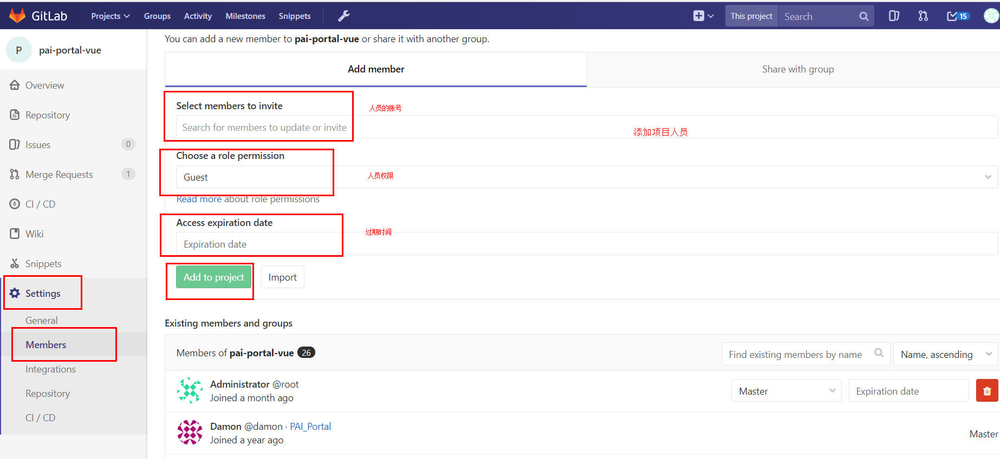 GitLab Projects Groups Activity Milestones Snippets This project Search 15
P pai-portal-vue
Overview
Repository
Issues 0
Merge Requests 1
CI / CD
Wiki
Snippets
Settings
General
Members
Integrations
Repository
CI / CD
You can add a new member to pai-portal-vue or share it with another group.
Add member Share with group
Select members to invite 人员的账号
Search for members to update or invite 添加项目人员
Choose a role permission
Guest 人员权限
Read more about role permissions
Access expiration date
过期时间
Expiration date
Add to project Import
Existing members and groups
Members of pai-portal-vue 26 Find existing members by name Name, ascending
Administrator @root
Joined a month ago
Master Expiration date
Damon @damon · PAI_Portal
Joined a year ago
Master